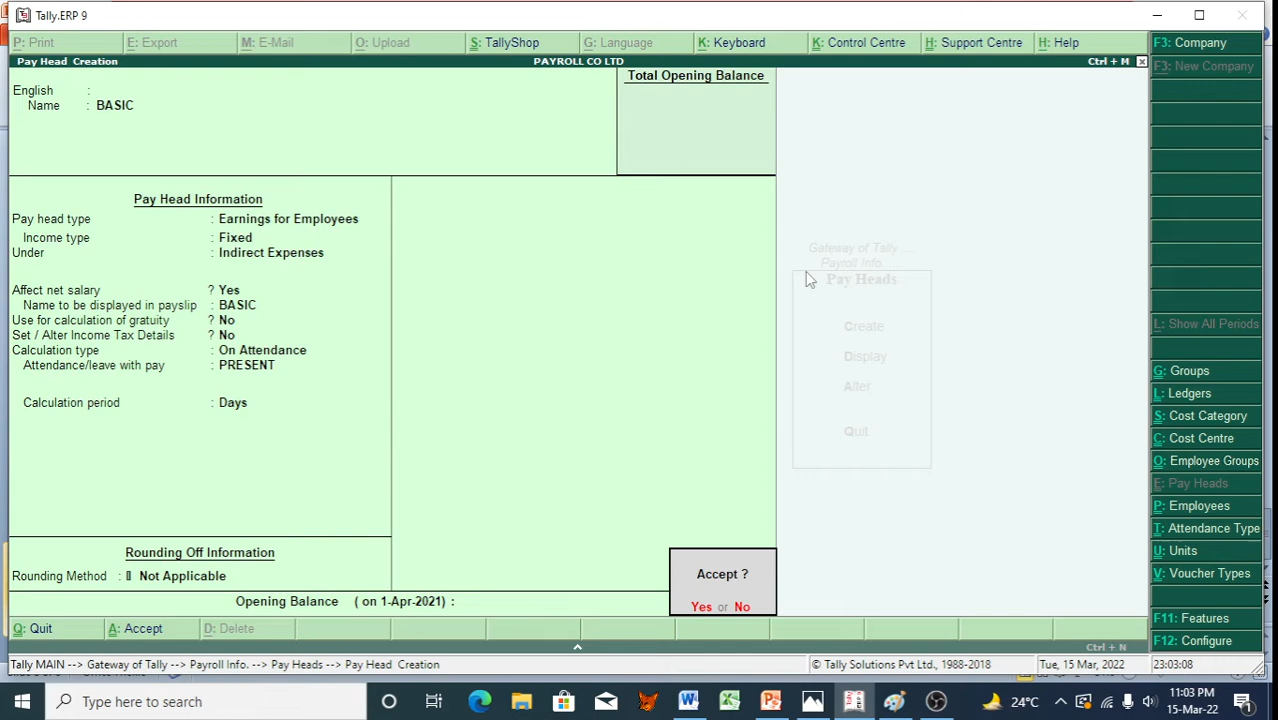 Tally.ERP 9
P: Print E: Export M: E-Mail O: Upload S: TallyShop G: Language K: Keyboard K: Control Centre H: Support Centre H: Help
Pay Head Creation PAYROLL CO LTD Ctrl + M
English :
Name : BASIC
Total Opening Balance
Pay Head Information
Pay head type : Earnings for Employees
Income type : Fixed
Under : Indirect Expenses
Affect net salary ? Yes
Name to be displayed in payslip : BASIC
Use for calculation of gratuity ? No
Set / Alter Income Tax Details ? No
Calculation type : On Attendance
Attendance/leave with pay : PRESENT
Calculation period : Days
Rounding Off Information
Rounding Method : Not Applicable
Opening Balance ( on 1-Apr-2021) :
Gateway of Tally ....
Payroll Info.
Pay Heads
Create
Display
Alter
Quit
Accept ?
Yes or No
F3: Company
F3: New Company
L: Show All Periods
G: Groups
L: Ledgers
S: Cost Category
C: Cost Centre
O: Employee Groups
E: Pay Heads
P: Employees
T: Attendance Type
U: Units
V: Voucher Types
F11: Features
F12: Configure
Q: Quit A: Accept D: Delete
Ctrl + N
Tally MAIN --> Gateway of Tally --> Payroll Info. --> Pay Heads --> Pay Head Creation © Tally Solutions Pvt Ltd., 1988-2018 Tue, 15 Mar, 2022 23:03:08
Type here to search
24°C
11:03 PM
15-Mar-22
1